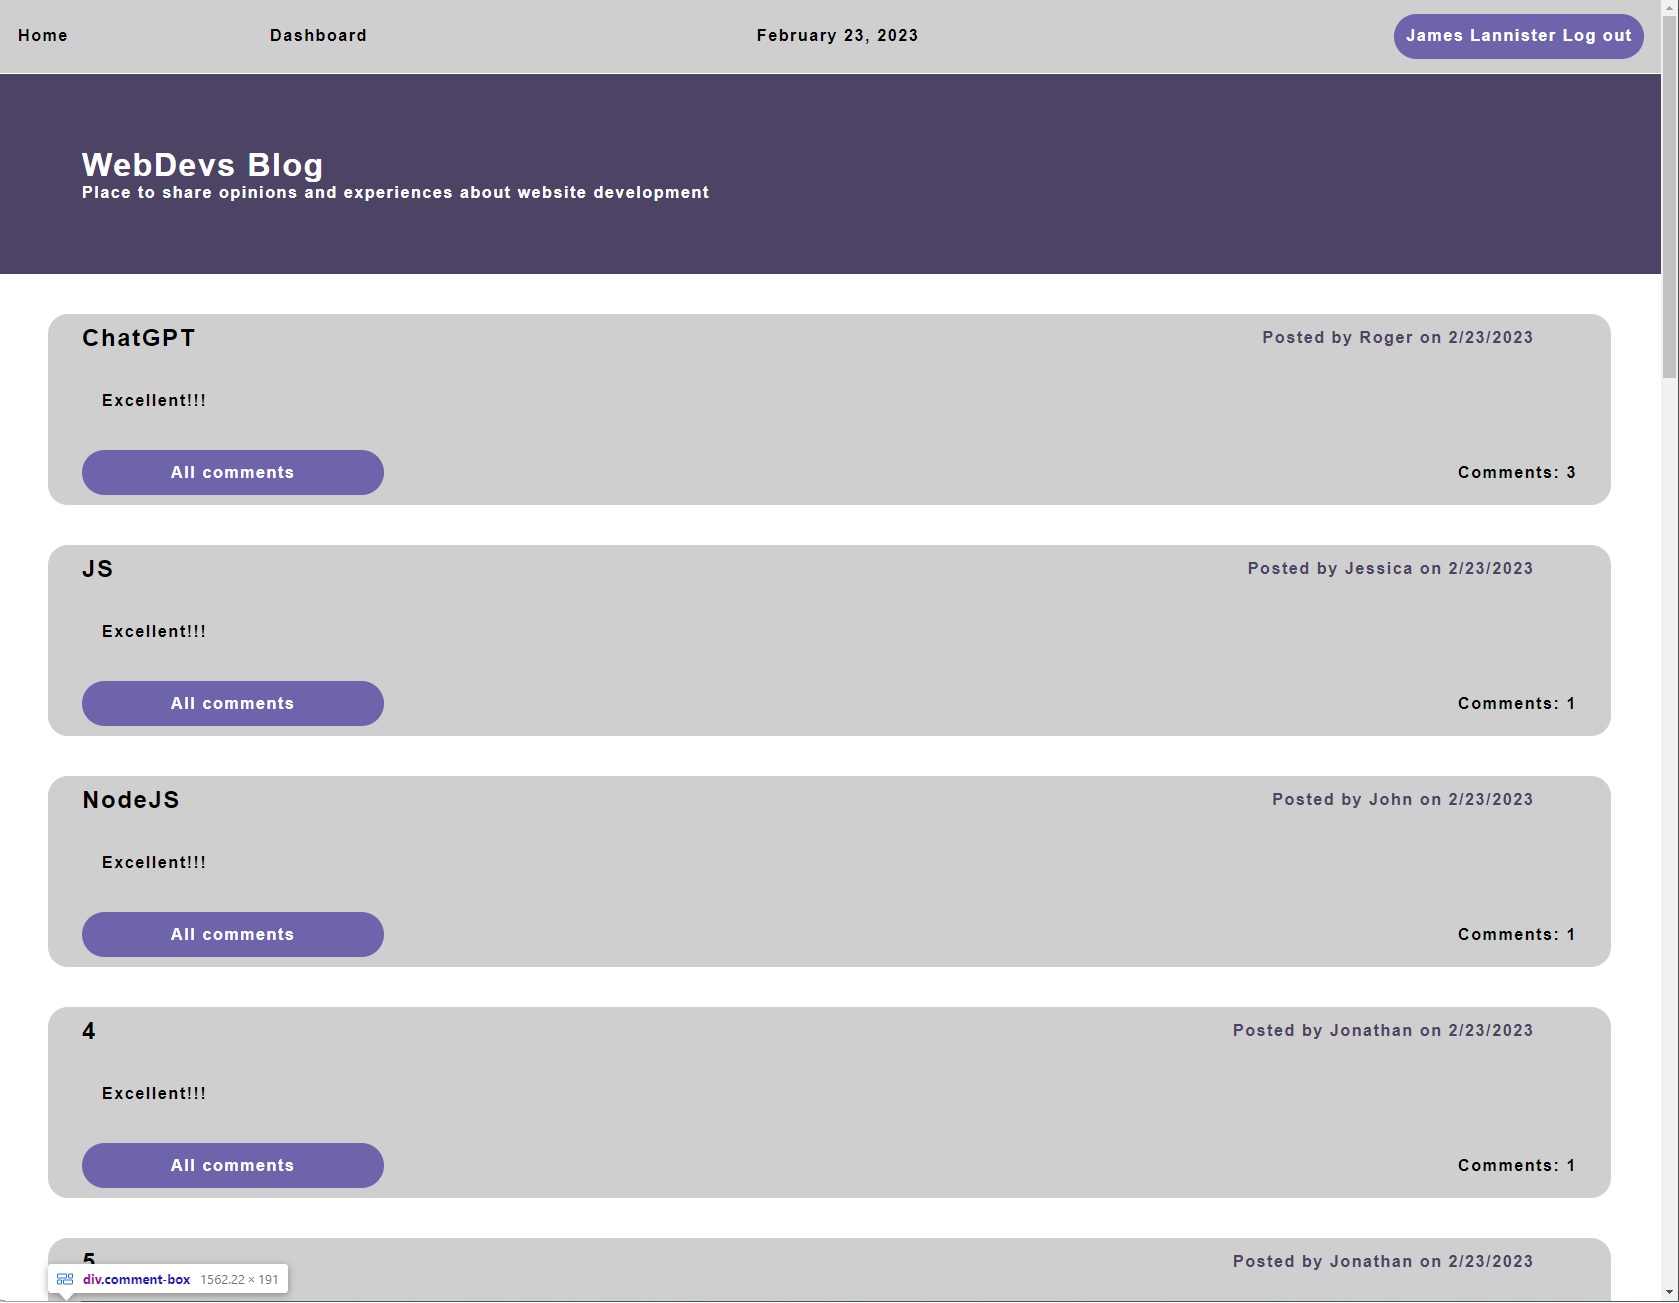 Home Dashboard February 23, 2023 James Lannister Log out
WebDevs Blog
Place to share opinions and experiences about website development
ChatGPT Posted by Roger on 2/23/2023
Excellent!!!
All comments Comments: 3
JS Posted by Jessica on 2/23/2023
Excellent!!!
All comments Comments: 1
NodeJS Posted by John on 2/23/2023
Excellent!!!
All comments Comments: 1
4 Posted by Jonathan on 2/23/2023
Excellent!!!
All comments Comments: 1
5 Posted by Jonathan on 2/23/2023
div.comment-box 1562.22 × 191